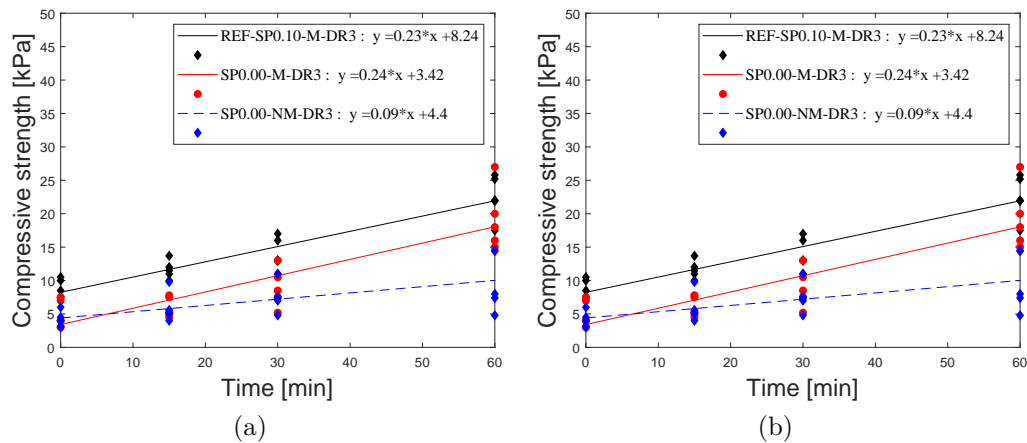 Compressive strength [kPa]
50
45
40
35
30
25
20
15
10
5
0
REF-SP0.10-M-DR3 : y =0.23*x +8.24
SP0.00-M-DR3 : y =0.24*x +3.42
SP0.00-NM-DR3 : y =0.09*x +4.4
0 10 20 30 40 50 60
Time [min]
(a)
Compressive strength [kPa]
50
45
40
35
30
25
20
15
10
5
0
REF-SP0.10-M-DR3 : y =0.23*x +8.24
SP0.00-M-DR3 : y =0.24*x +3.42
SP0.00-NM-DR3 : y =0.09*x +4.4
0 10 20 30 40 50 60
Time [min]
(b)